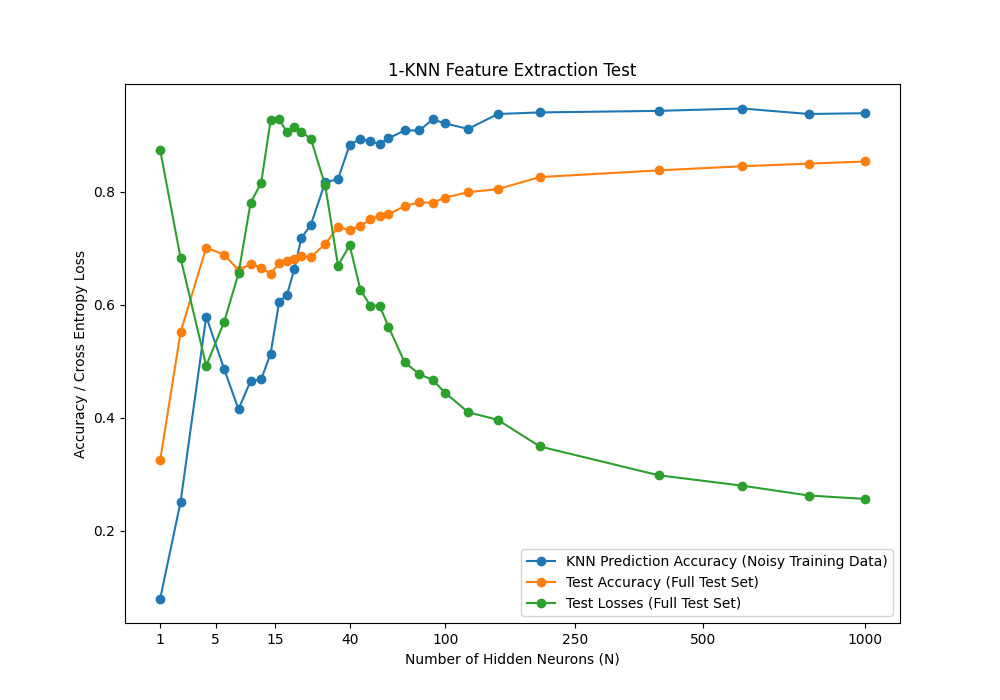 1-KNN Feature Extraction Test
Accuracy / Cross Entropy Loss
0.8
0.6
0.4
0.2
KNN Prediction Accuracy (Noisy Training Data)
Test Accuracy (Full Test Set)
Test Losses (Full Test Set)
1 5 15 40 100 250 500 1000
Number of Hidden Neurons (N)